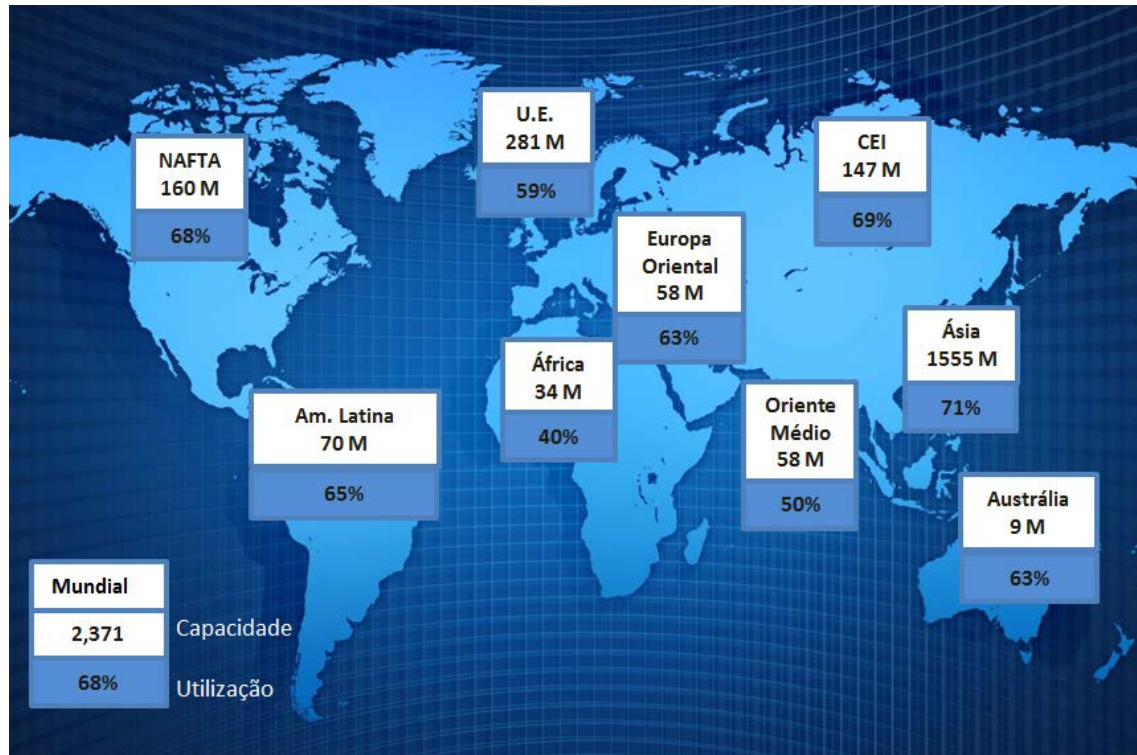 U.E.
281 M
59%
NAFTA
160 M
68%
CEI
147 M
69%
Europa
Oriental
58 M
63%
Ásia
1555 M
71%
África
34 M
40%
Am. Latina
70 M
65%
Oriente
Médio
58 M
50%
Austrália
9 M
63%
Mundial
2,371 Capacidade
68% Utilização